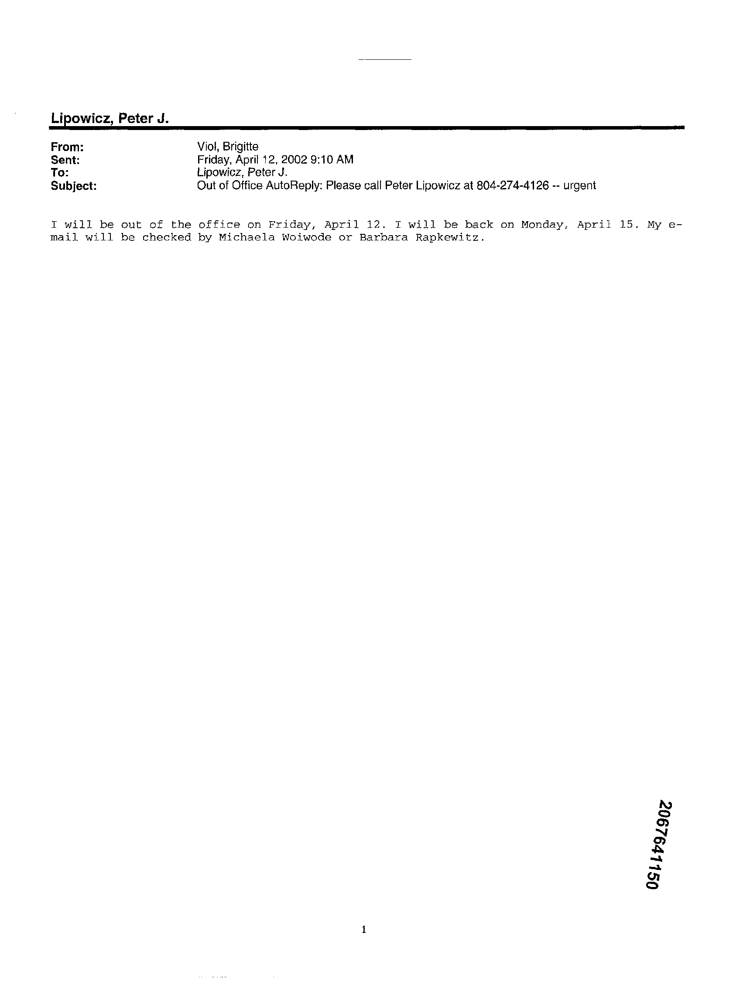 Lipowicz, Peter J.
From: Viol, Brigitte
Sent: Friday, April 12, 2002 9:10 AM
To: Lipowicz, Peter J.
Subject: Out of Office AutoReply: Please call Peter Lipowicz at 804-274-4126 -- urgent
I will be out of the office on Friday, April 12. I will be back on Monday, April 15. My e-
mail will be checked by Michaela Woiwode or Barbara Rapkewitz.
2067641150
1